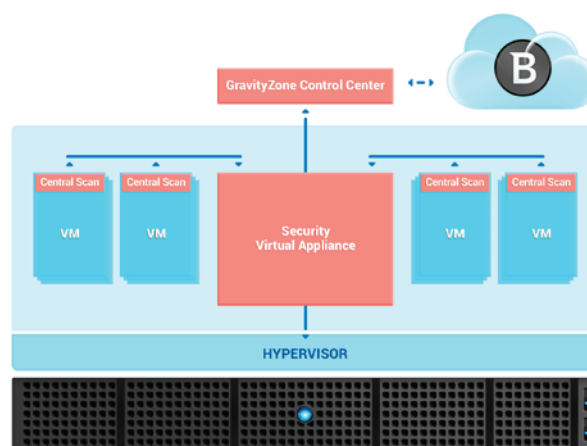 B
GravityZone Control Center
Central Scan
Central Scan
Central Scan
Central Scan
VM
VM
Security
Virtual Appliance
VM
VM
HYPERVISOR